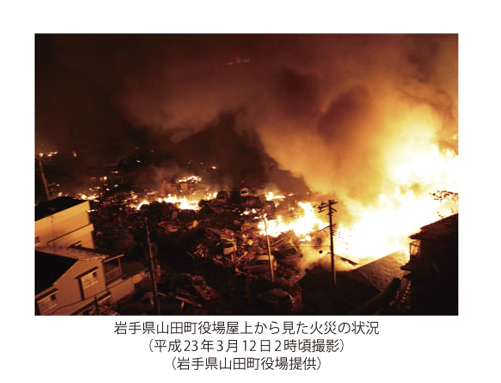 岩手県山田町役場屋上から見た火災の状況
（平成23年3月12日2時頃撮影）
（岩手県山田町役場提供）